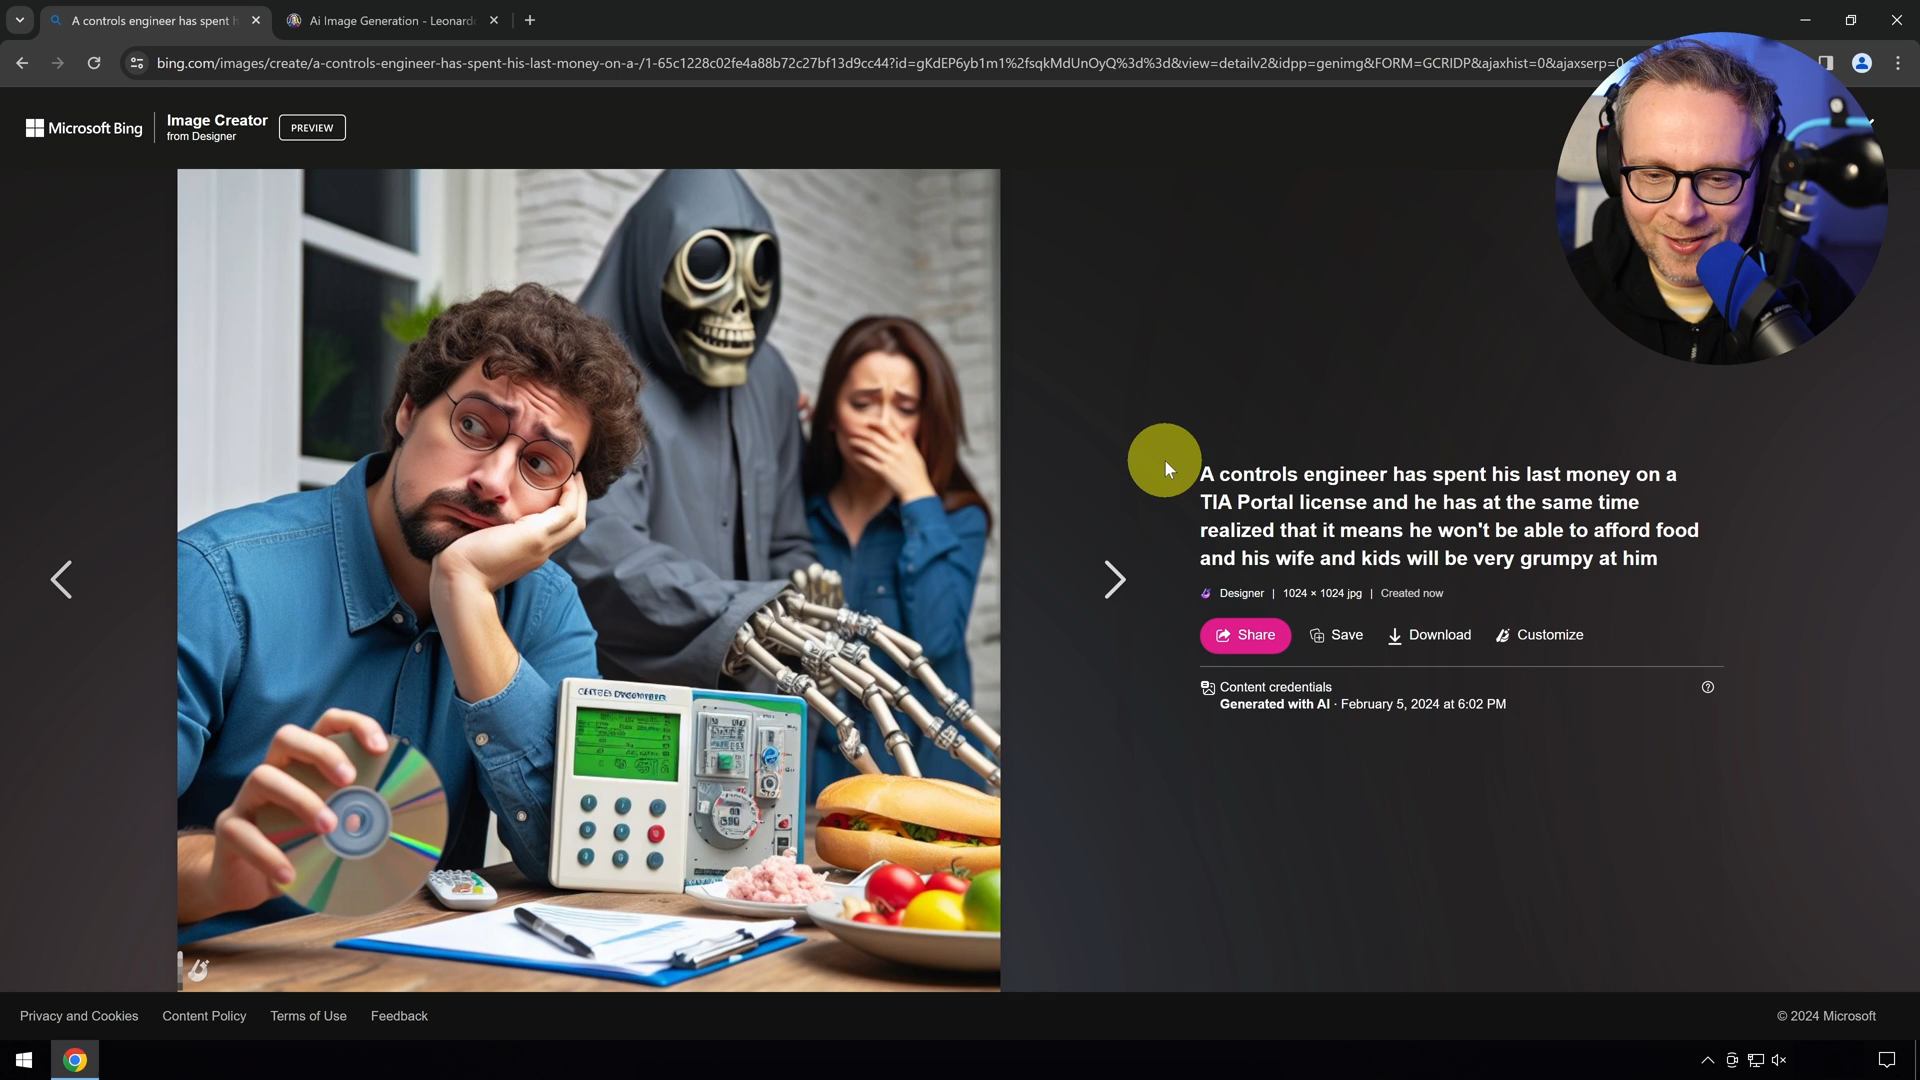 A controls engineer has spent h
Ai Image Generation - Leonard
bing.com/images/create/a-controls-engineer-has-spent-his-last-money-on-a-/1-65c1228c02fe4a88b72c27bf13d9cc44?id=gKdEP6yb1m1%2fsqkMdUnOyQ%3d%3d&view=detailv2&idpp=genimg&FORM=GCRIDP&ajaxhist=0&ajaxserp=0
Microsoft Bing
Image Creator
from Designer
PREVIEW
A controls engineer has spent his last money on a
TIA Portal license and he has at the same time
realized that it means he won't be able to afford food
and his wife and kids will be very grumpy at him
Designer | 1024 × 1024 jpg | Created now
Share
Save
Download
Customize
Content credentials
Generated with AI · February 5, 2024 at 6:02 PM
Privacy and Cookies
Content Policy
Terms of Use
Feedback
© 2024 Microsoft